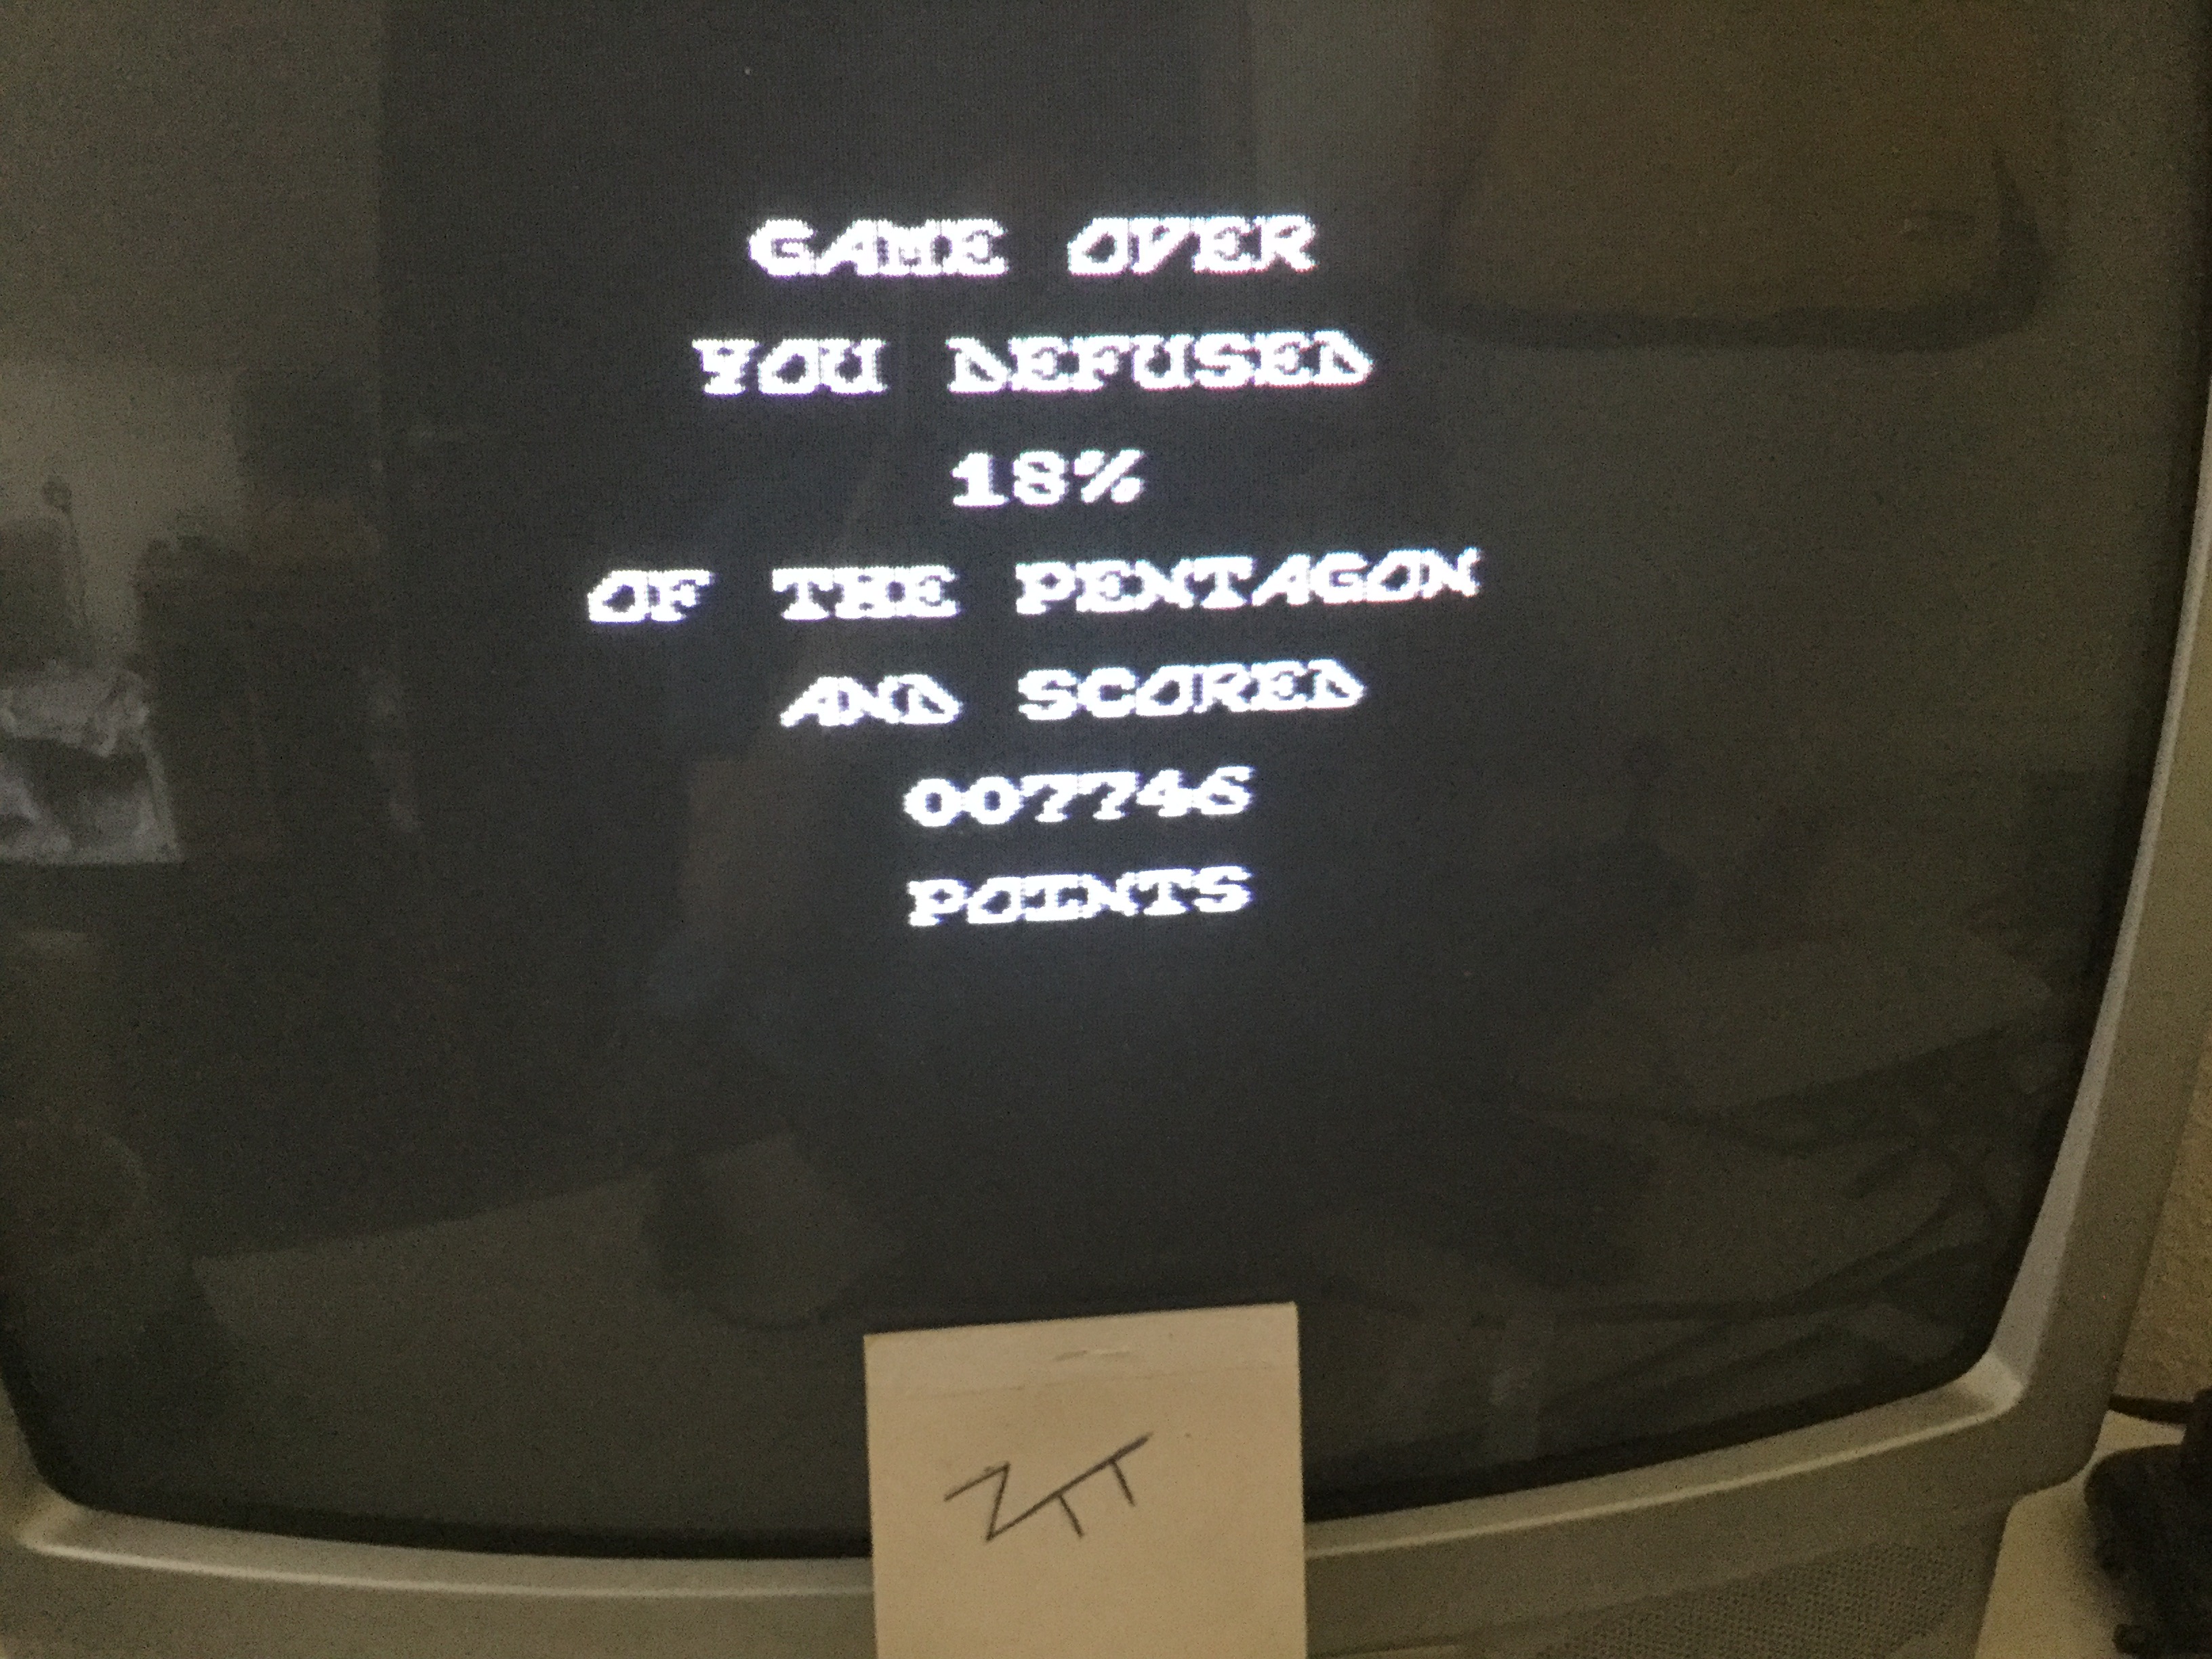 GAME OVER
YOU DEFUSED
18%
OF THE PENTAGON
AND SCORED
007746
POINTS
ZTT